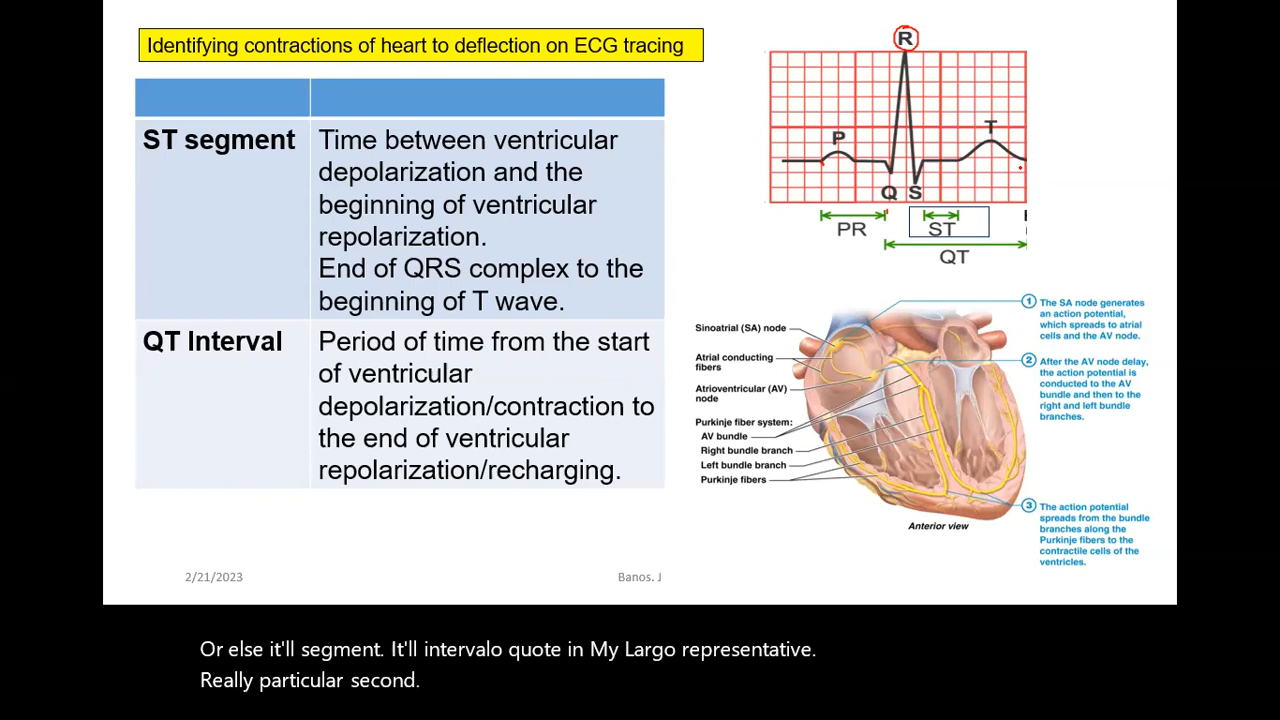 Identifying contractions of heart to deflection on ECG tracing
ST segment
Time between ventricular
depolarization and the
beginning of ventricular
repolarization.
End of QRS complex to the
beginning of T wave.
QT Interval
Period of time from the start
of ventricular
depolarization/contraction to
the end of ventricular
repolarization/recharging.
R
P
T
Q
S
PR
ST
QT
Sinoatrial (SA) node
Atrial conducting
fibers
Atrioventricular (AV)
node
Purkinje fiber system:
AV bundle
Right bundle branch
Left bundle branch
Purkinje fibers
Anterior view
1 The SA node generates
an action potential,
which spreads to atrial
cells and the AV node.
2 After the AV node delay,
the action potential is
conducted to the AV
bundle and then to the
right and left bundle
branches.
3 The action potential
spreads from the bundle
branches along the
Purkinje fibers to the
contractile cells of the
ventricles.
2/21/2023
Banos. J
Or else it'll segment. It'll intervalo quote in My Largo representative.
Really particular second.